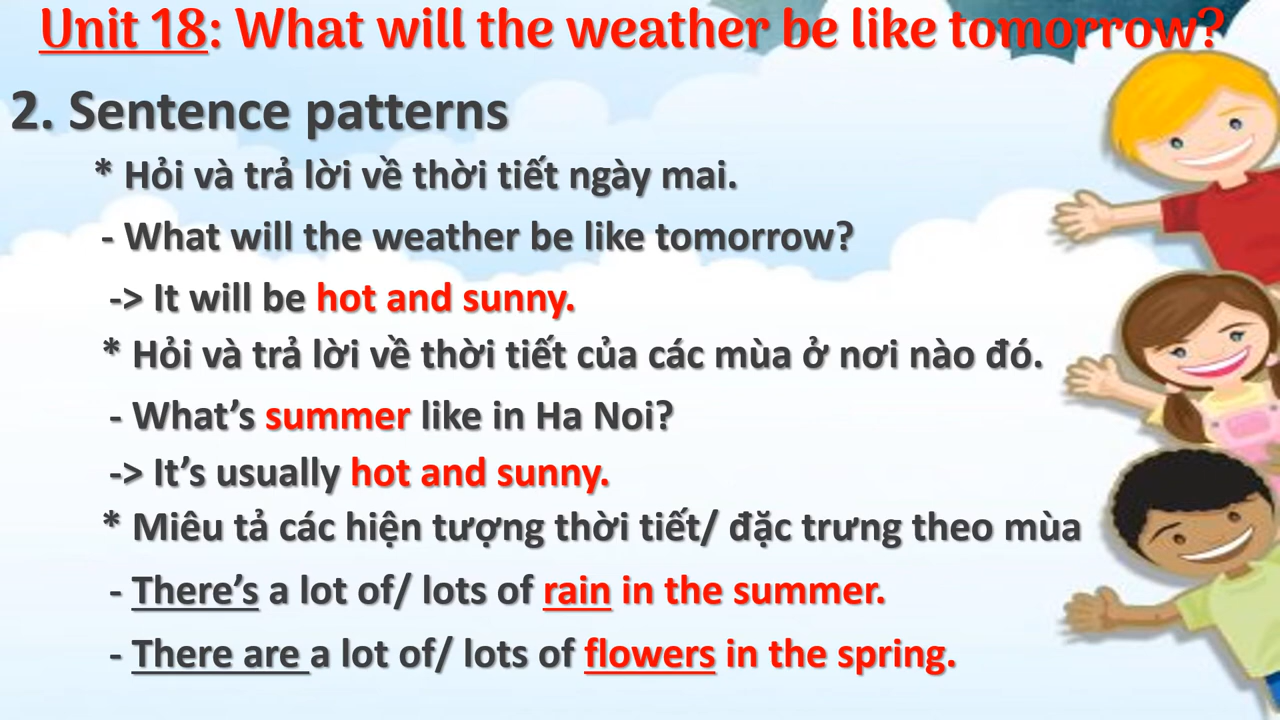 Unit 18: What will the weather be like tomorrow?
2. Sentence patterns
* Hỏi và trả lời về thời tiết ngày mai.
- What will the weather be like tomorrow?
-> It will be hot and sunny.
* Hỏi và trả lời về thời tiết của các mùa ở nơi nào đó.
- What’s summer like in Ha Noi?
-> It’s usually hot and sunny.
* Miêu tả các hiện tượng thời tiết/ đặc trưng theo mùa
- There’s a lot of/ lots of rain in the summer.
- There are a lot of/ lots of flowers in the spring.